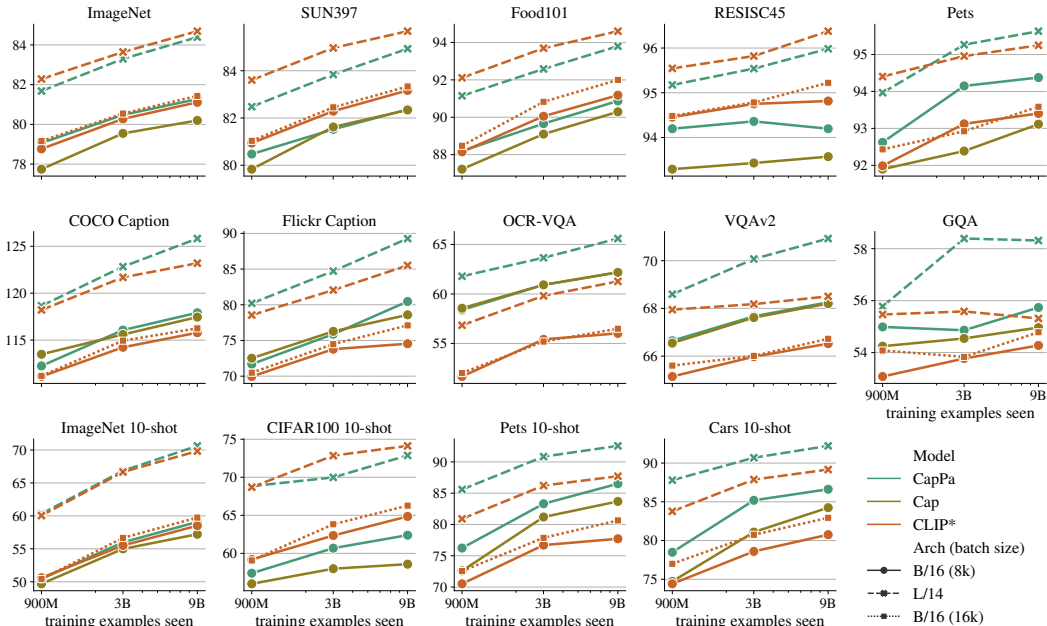 ImageNet
SUN397
Food101
RESISC45
Pets
84
82
80
78
84
82
80
94
92
90
88
96
95
94
95
94
93
92
COCO Caption
Flickr Caption
OCR-VQA
VQAv2
GQA
125
120
115
90
85
80
75
70
65
60
55
70
68
66
58
56
54
900M 3B 9B
training examples seen
ImageNet 10-shot
CIFAR100 10-shot
Pets 10-shot
Cars 10-shot
70
60
50
75
70
65
60
95
90
85
80
75
70
90
85
80
75
900M 3B 9B
training examples seen
900M 3B 9B
training examples seen
900M 3B 9B
training examples seen
900M 3B 9B
training examples seen
Model
CapPa
Cap
CLIP*
Arch (batch size)
B/16 (8k)
L/14
B/16 (16k)